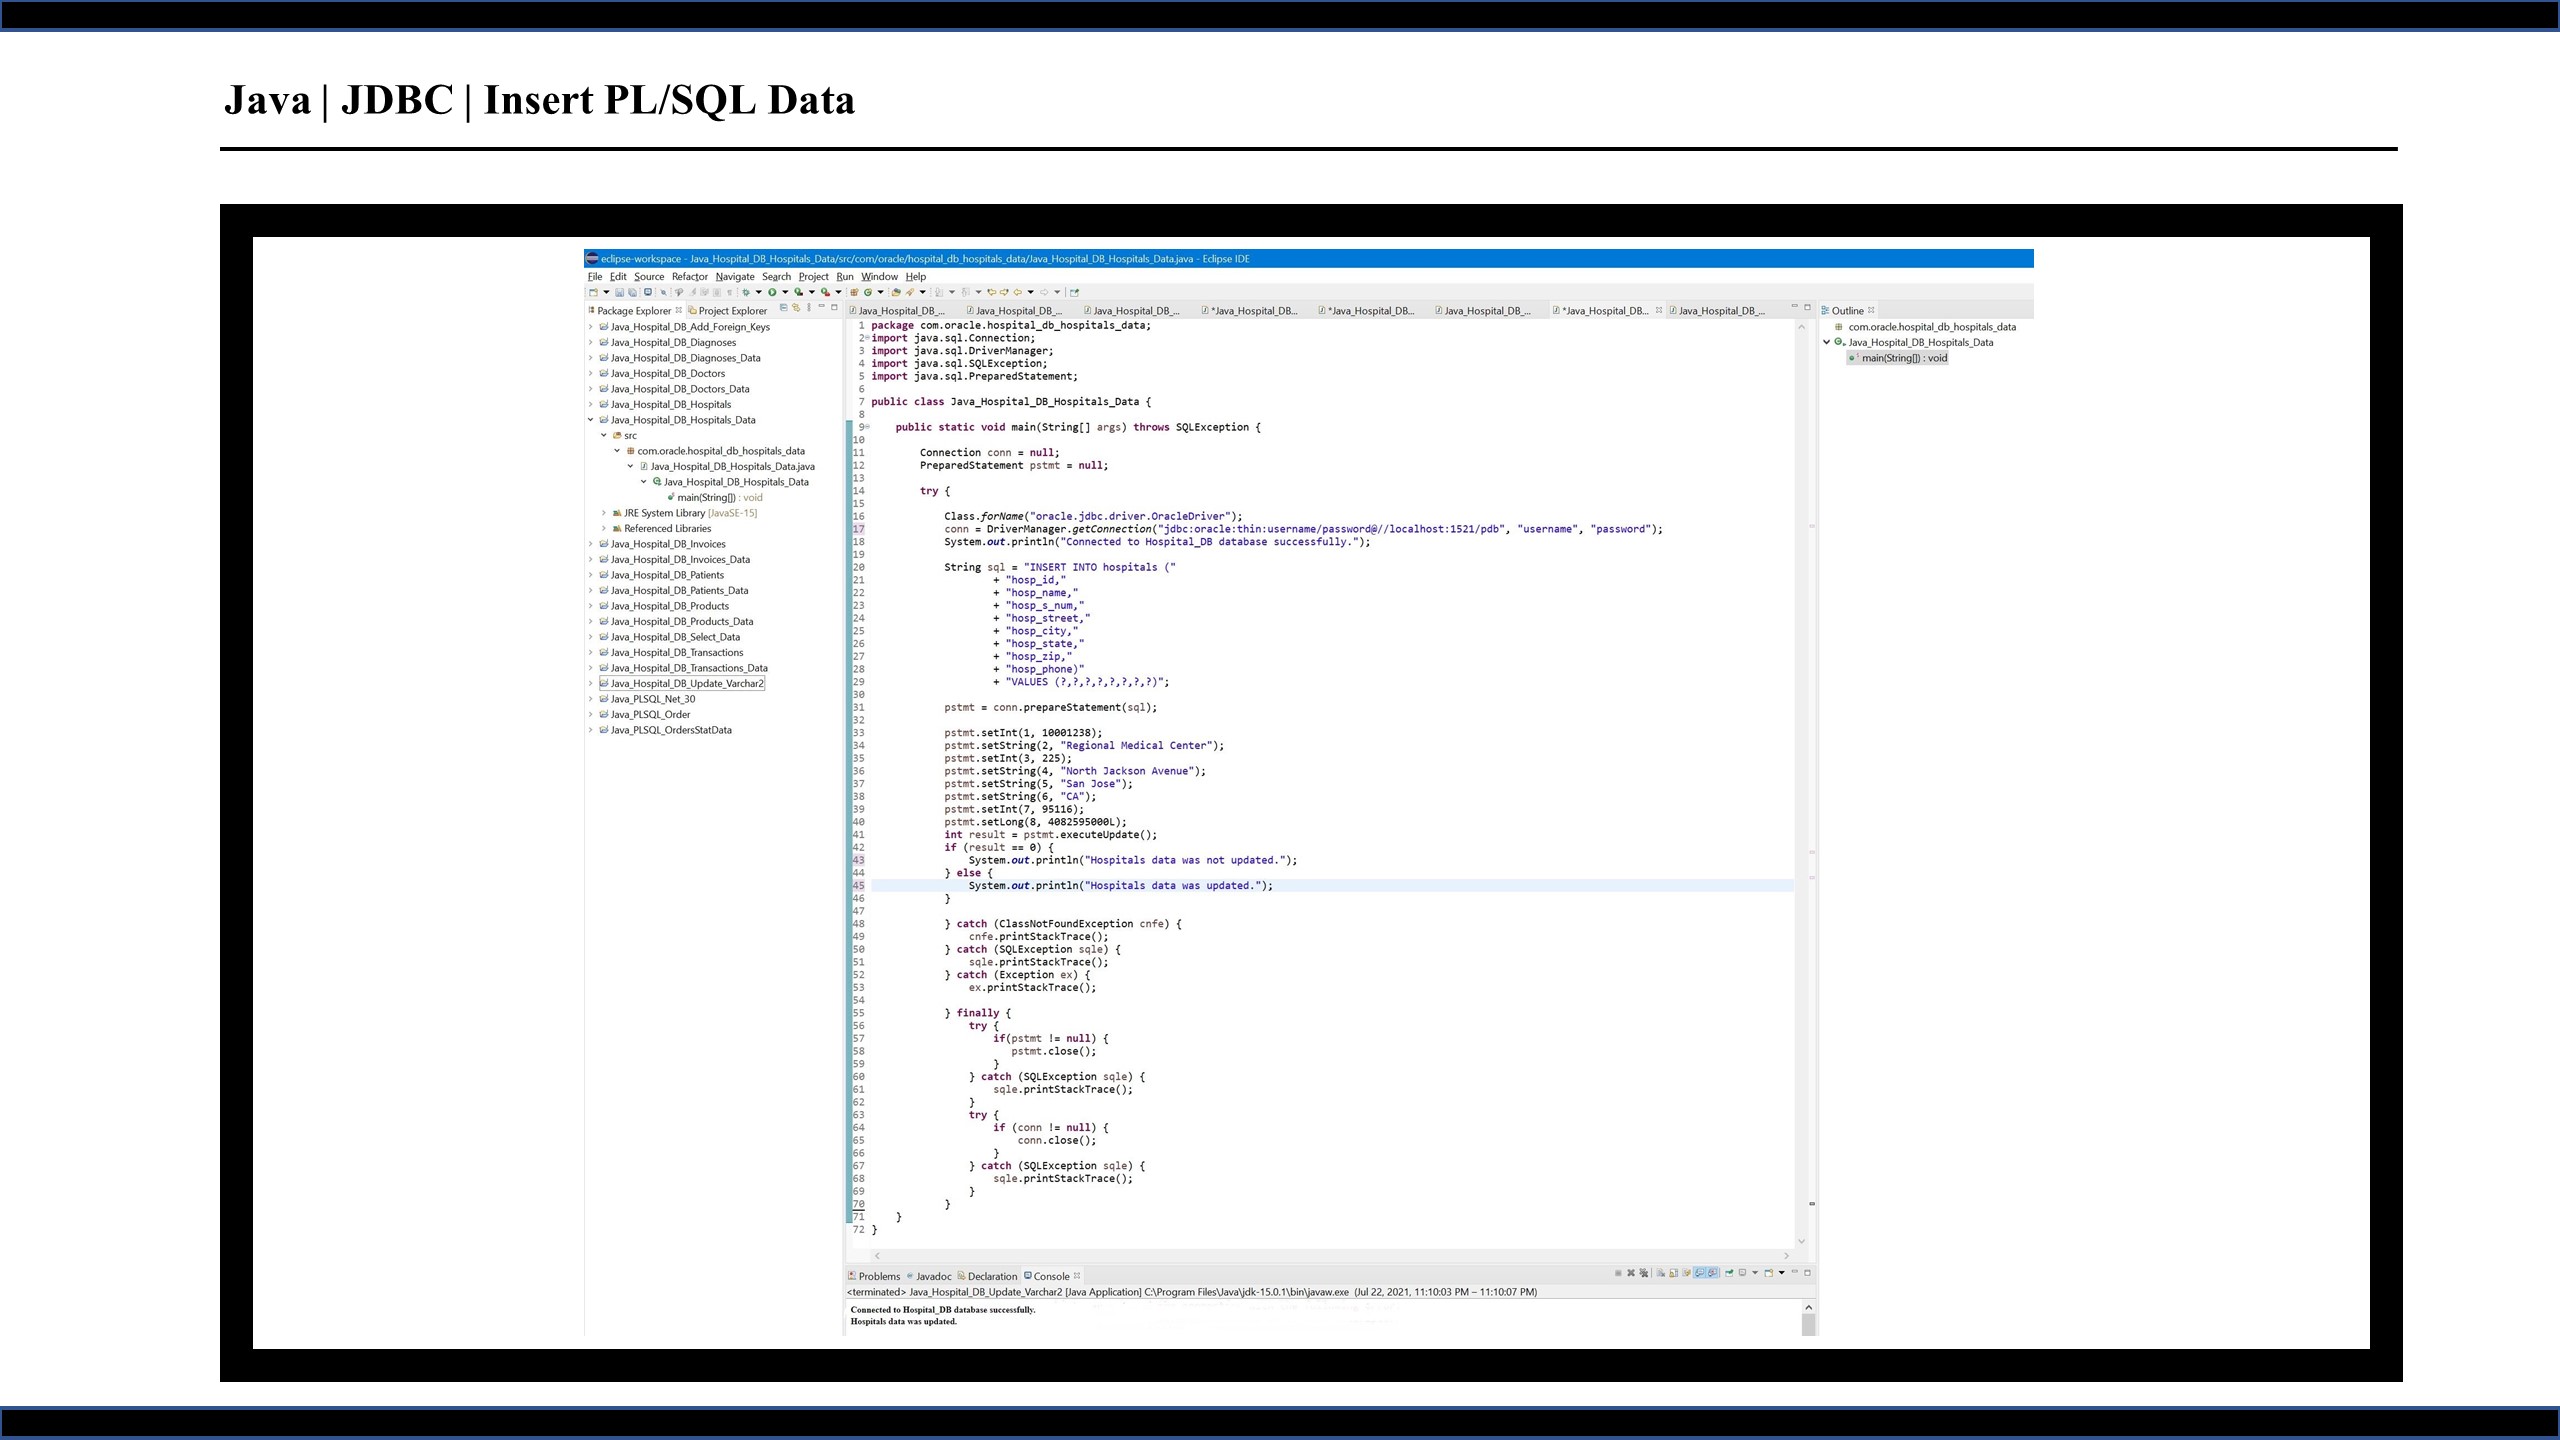 Java | JDBC | Insert PL/SQL Data
eclipse-workspace - Java_Hospital_DB_Hospitals_Data/src/com/oracle/hospital_db_hospitals_data/Java_Hospital_DB_Hospitals_Data.java - Eclipse IDE
File Edit Source Refactor Navigate Search Project Run Window Help
Package Explorer Project Explorer
Java_Hospital_DB_Add_Foreign_Keys
Java_Hospital_DB_Diagnoses
Java_Hospital_DB_Diagnoses_Data
Java_Hospital_DB_Doctors
Java_Hospital_DB_Doctors_Data
Java_Hospital_DB_Hospitals
Java_Hospital_DB_Hospitals_Data
src
com.oracle.hospital_db_hospitals_data
Java_Hospital_DB_Hospitals_Data.java
Java_Hospital_DB_Hospitals_Data
main(String[]) : void
JRE System Library [JavaSE-15]
Referenced Libraries
Java_Hospital_DB_Invoices
Java_Hospital_DB_Invoices_Data
Java_Hospital_DB_Patients
Java_Hospital_DB_Patients_Data
Java_Hospital_DB_Products
Java_Hospital_DB_Products_Data
Java_Hospital_DB_Select_Data
Java_Hospital_DB_Transactions
Java_Hospital_DB_Transactions_Data
Java_Hospital_DB_Update_Varchar2
Java_PLSQL_Net_30
Java_PLSQL_Order
Java_PLSQL_OrdersStatData
Java_Hospital_DB_... Java_Hospital_DB_... Java_Hospital_DB_... *Java_Hospital_DB... *Java_Hospital_DB... Java_Hospital_DB_... *Java_Hospital_DB... Java_Hospital_DB_...
1 package com.oracle.hospital_db_hospitals_data;
2 import java.sql.Connection;
3 import java.sql.DriverManager;
4 import java.sql.SQLException;
5 import java.sql.PreparedStatement;
6
7 public class Java_Hospital_DB_Hospitals_Data {
8
9 public static void main(String[] args) throws SQLException {
10
11 Connection conn = null;
12 PreparedStatement pstmt = null;
13
14 try {
15
16 Class.forName("oracle.jdbc.driver.OracleDriver");
17 conn = DriverManager.getConnection("jdbc:oracle:thin:username/password@//localhost:1521/pdb", "username", "password");
18 System.out.println("Connected to Hospital_DB database successfully.");
19
20 String sql = "INSERT INTO hospitals ("
21 + "hosp_id,"
22 + "hosp_name,"
23 + "hosp_s_num,"
24 + "hosp_street,"
25 + "hosp_city,"
26 + "hosp_state,"
27 + "hosp_zip,"
28 + "hosp_phone)"
29 + "VALUES (?,?,?,?,?,?,?,?)";
30
31 pstmt = conn.prepareStatement(sql);
32
33 pstmt.setInt(1, 10001238);
34 pstmt.setString(2, "Regional Medical Center");
35 pstmt.setInt(3, 225);
36 pstmt.setString(4, "North Jackson Avenue");
37 pstmt.setString(5, "San Jose");
38 pstmt.setString(6, "CA");
39 pstmt.setInt(7, 95116);
40 pstmt.setLong(8, 4082595000L);
41 int result = pstmt.executeUpdate();
42 if (result == 0) {
43 System.out.println("Hospitals data was not updated.");
44 } else {
45 System.out.println("Hospitals data was updated.");
46 }
47
48 } catch (ClassNotFoundException cnfe) {
49 cnfe.printStackTrace();
50 } catch (SQLException sqle) {
51 sqle.printStackTrace();
52 } catch (Exception ex) {
53 ex.printStackTrace();
54
55 } finally {
56 try {
57 if(pstmt != null) {
58 pstmt.close();
59 }
60 } catch (SQLException sqle) {
61 sqle.printStackTrace();
62 }
63 try {
64 if (conn != null) {
65 conn.close();
66 }
67 } catch (SQLException sqle) {
68 sqle.printStackTrace();
69 }
70 }
71 }
72 }
Outline
com.oracle.hospital_db_hospitals_data
Java_Hospital_DB_Hospitals_Data
main(String[]) : void
Problems Javadoc Declaration Console
<terminated> Java_Hospital_DB_Update_Varchar2 [Java Application] C:\Program Files\Java\jdk-15.0.1\bin\javaw.exe (Jul 22, 2021, 11:10:03 PM – 11:10:07 PM)
Connected to Hospital_DB database successfully.
Hospitals data was updated.